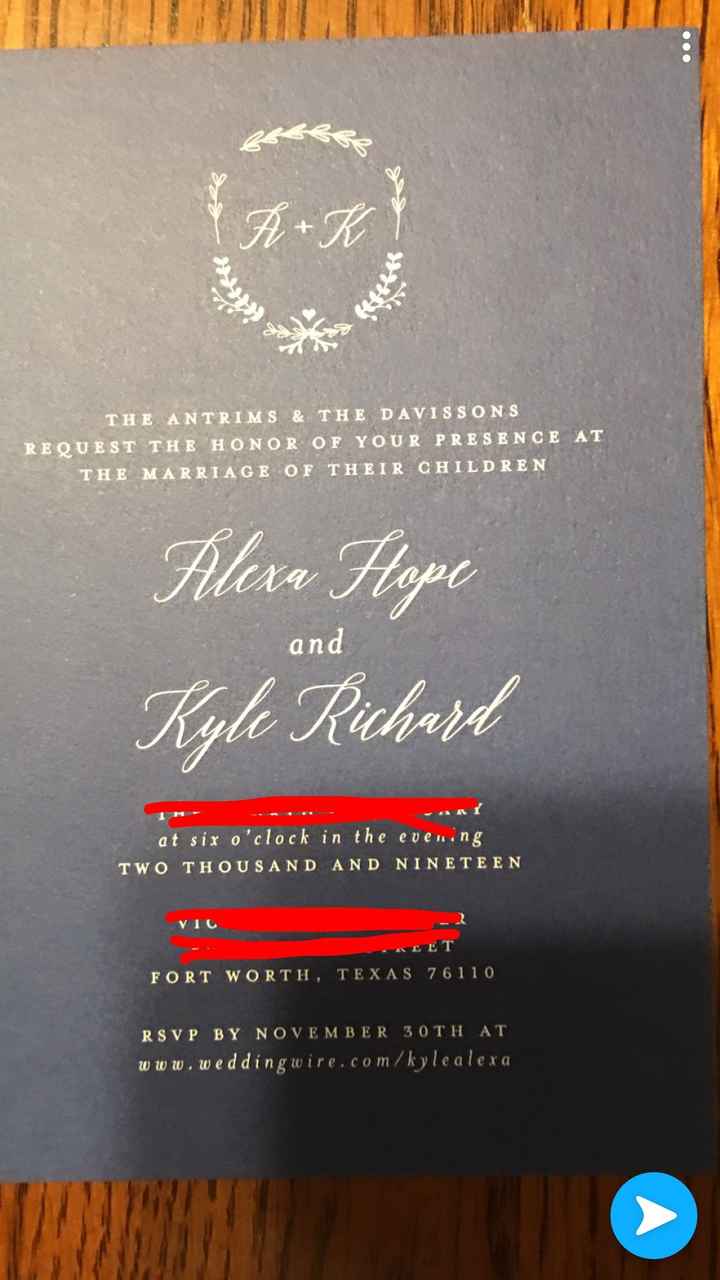 A + K
THE ANTRIMS & THE DAVISSONS
REQUEST THE HONOR OF YOUR PRESENCE AT
THE MARRIAGE OF THEIR CHILDREN
Alexa Hope
and
Kyle Richard
at six o'clock in the evening
TWO THOUSAND AND NINETEEN
STREET
FORT WORTH, TEXAS 76110
RSVP BY NOVEMBER 30TH AT
www.weddingwire.com/kylealexa